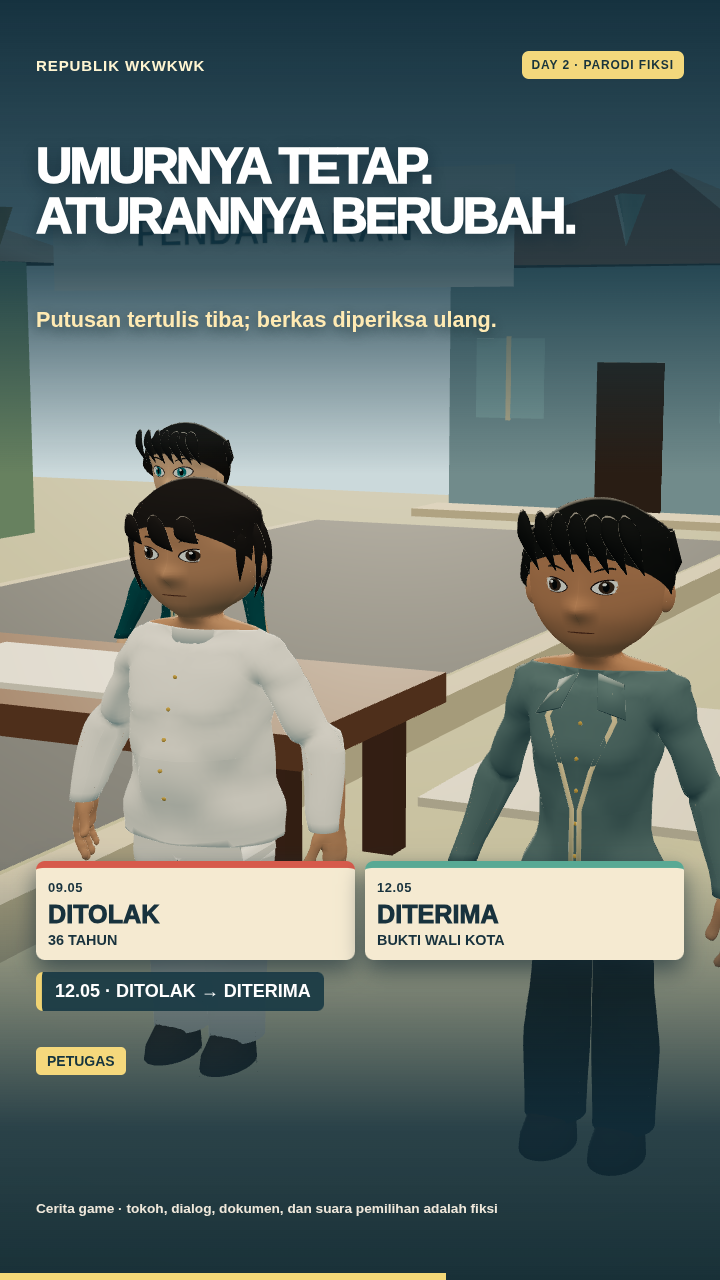 REPUBLIK WKWKWK
DAY 2 · PARODI FIKSI
UMURNYA TETAP.
ATURANNYA BERUBAH.
PENDAFTARAN
Putusan tertulis tiba; berkas diperiksa ulang.
09.05
DITOLAK
36 TAHUN
12.05
DITERIMA
BUKTI WALI KOTA
12.05 · DITOLAK → DITERIMA
PETUGAS
Cerita game · tokoh, dialog, dokumen, dan suara pemilihan adalah fiksi